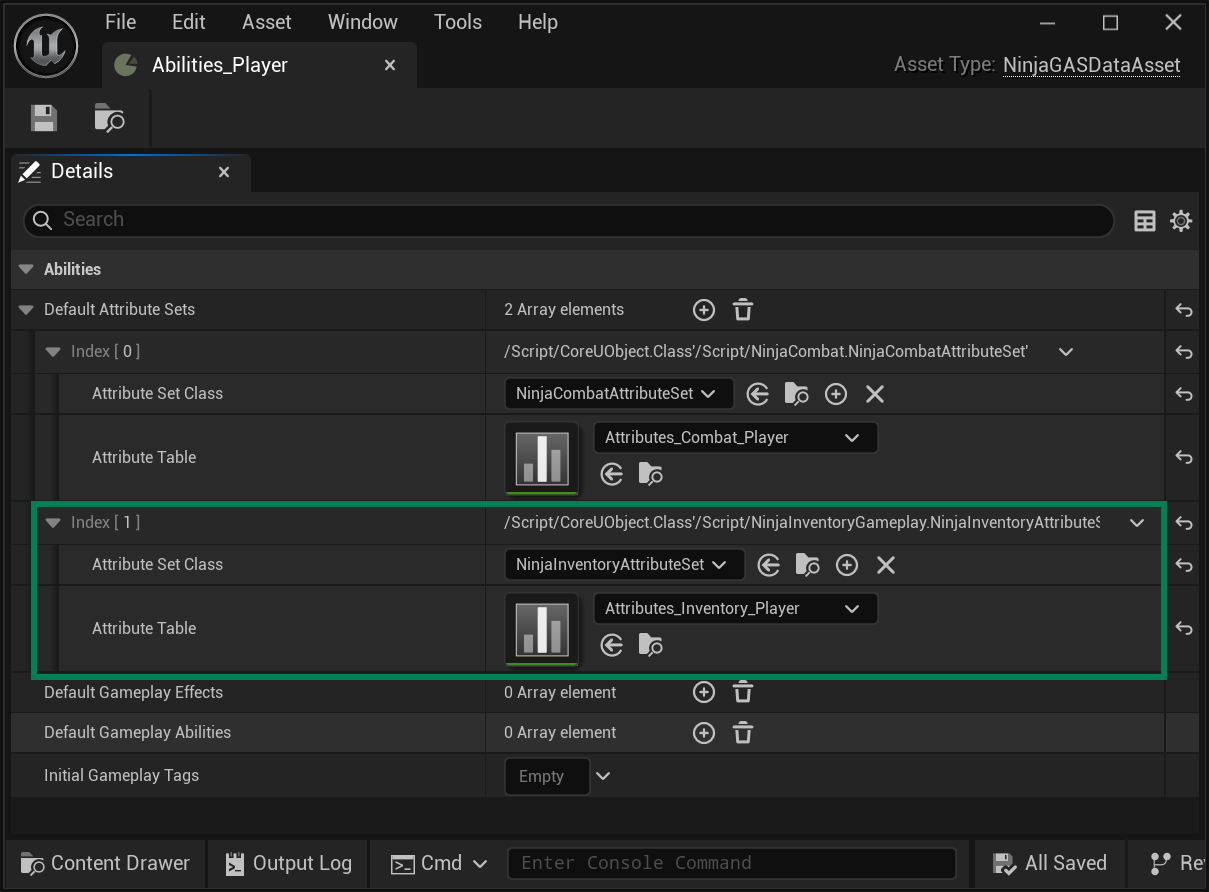 File Edit Asset Window Tools Help
Abilities_Player
Asset Type: NinjaGASDataAsset
Details
Search
Abilities
Default Attribute Sets 2 Array elements
Index [ 0 ] /Script/CoreUObject.Class'/Script/NinjaCombat.NinjaCombatAttributeSet'
Attribute Set Class NinjaCombatAttributeSet
Attribute Table Attributes_Combat_Player
Index [ 1 ] /Script/CoreUObject.Class'/Script/NinjaInventoryGameplay.NinjaInventoryAttributeS
Attribute Set Class NinjaInventoryAttributeSet
Attribute Table Attributes_Inventory_Player
Default Gameplay Effects 0 Array element
Default Gameplay Abilities 0 Array element
Initial Gameplay Tags Empty
Content Drawer Output Log Cmd Enter Console Command All Saved Re